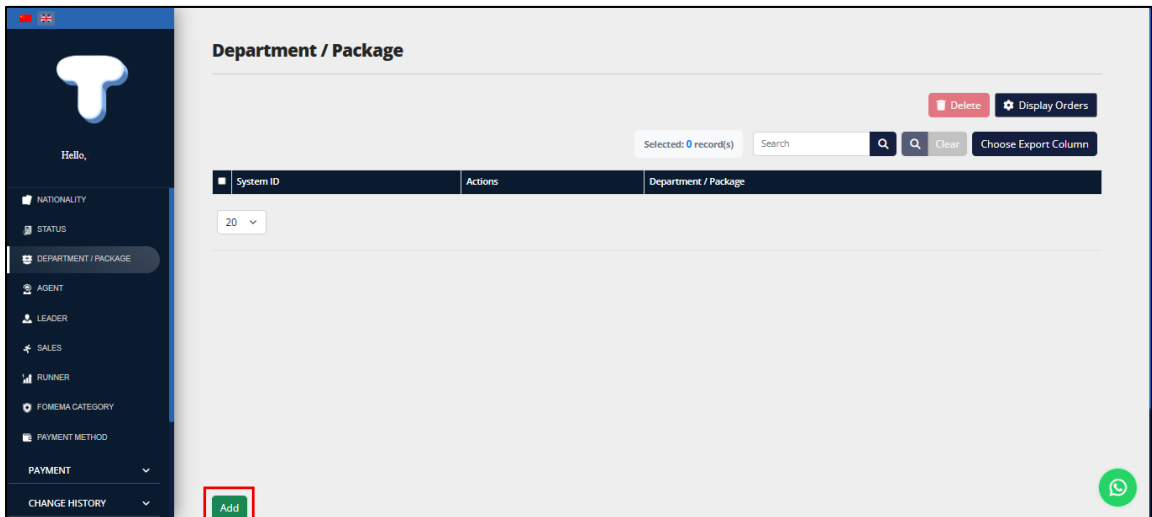 Department / Package
Delete
Display Orders
Hello,
Selected: 0 record(s)
Search
Clear
Choose Export Column
System ID
Actions
Department / Package
NATIONALITY
20
STATUS
DEPARTMENT / PACKAGE
AGENT
LEADER
SALES
RUNNER
FOMEMA CATEGORY
PAYMENT METHOD
PAYMENT
CHANGE HISTORY
Add